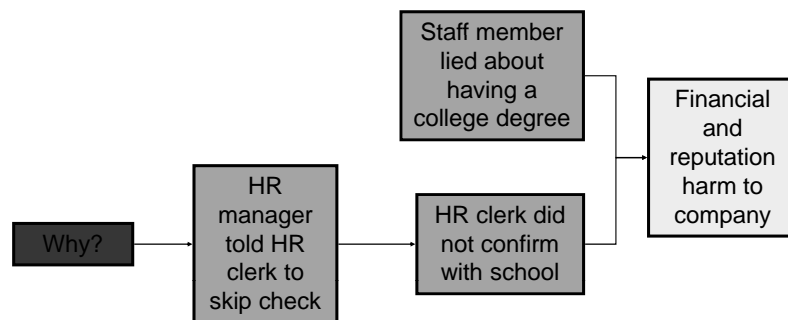 Staff member
lied about
having a
college degree
Financial
and
reputation
harm to
company
Why?
HR
manager
told HR
clerk to
skip check
HR clerk did
not confirm
with school